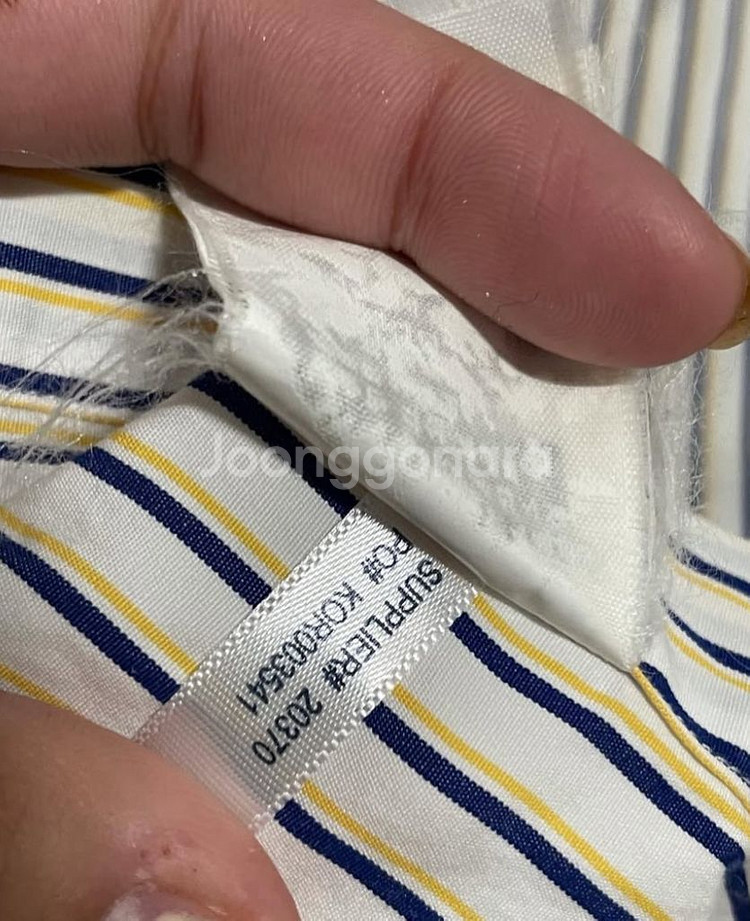 Joonggonara
SUPPLIER# 20370
PO# KOR003541